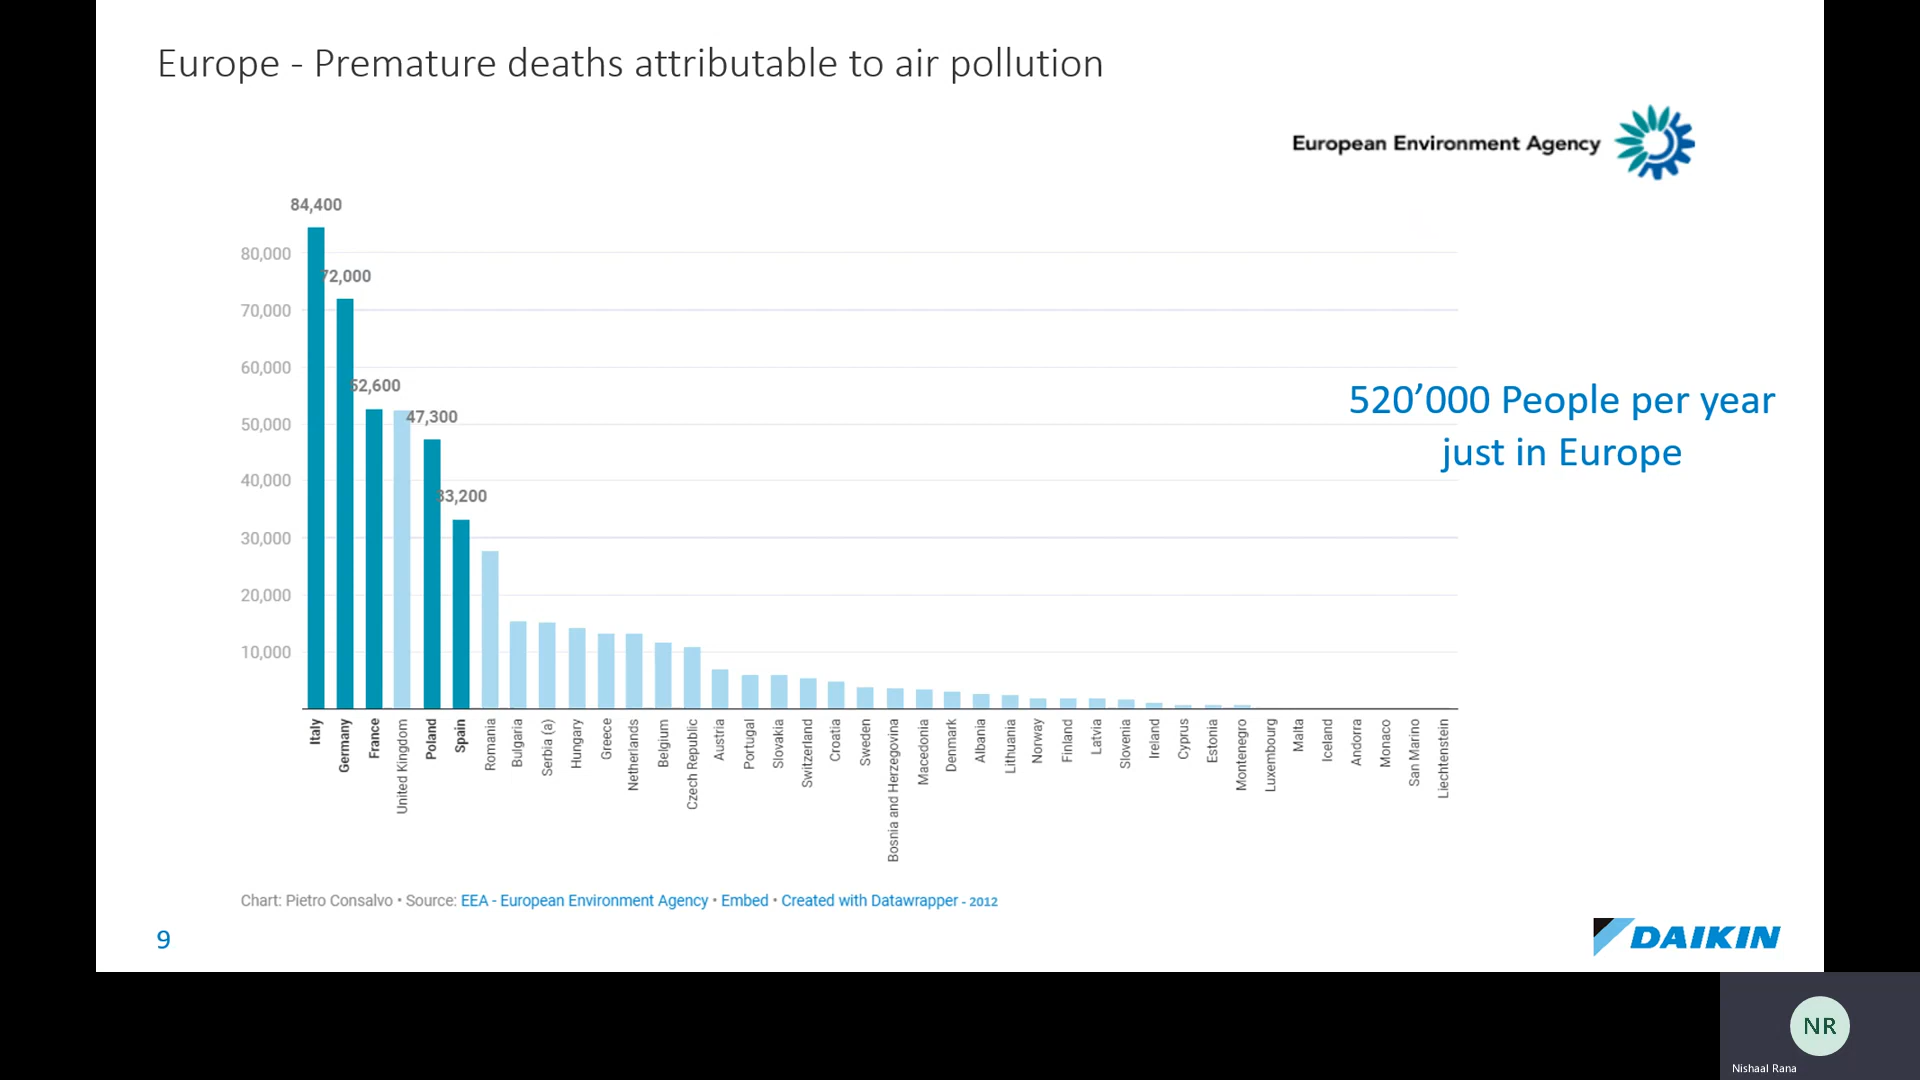 Europe - Premature deaths attributable to air pollution
European Environment Agency
84,400
72,000
52,600
47,300
33,200
80,000
70,000
60,000
50,000
40,000
30,000
20,000
10,000
520’000 People per year
just in Europe
Italy
Germany
France
United Kingdom
Poland
Spain
Romania
Bulgaria
Serbia (a)
Hungary
Greece
Netherlands
Belgium
Czech Republic
Austria
Portugal
Slovakia
Switzerland
Croatia
Sweden
Bosnia and Herzegovina
Macedonia
Denmark
Albania
Lithuania
Norway
Finland
Latvia
Slovenia
Ireland
Cyprus
Estonia
Montenegro
Luxembourg
Malta
Iceland
Andorra
Monaco
San Marino
Liechtenstein
Chart: Pietro Consalvo • Source: EEA - European Environment Agency • Embed • Created with Datawrapper - 2012
9
DAIKIN
NR
Nishaal Rana